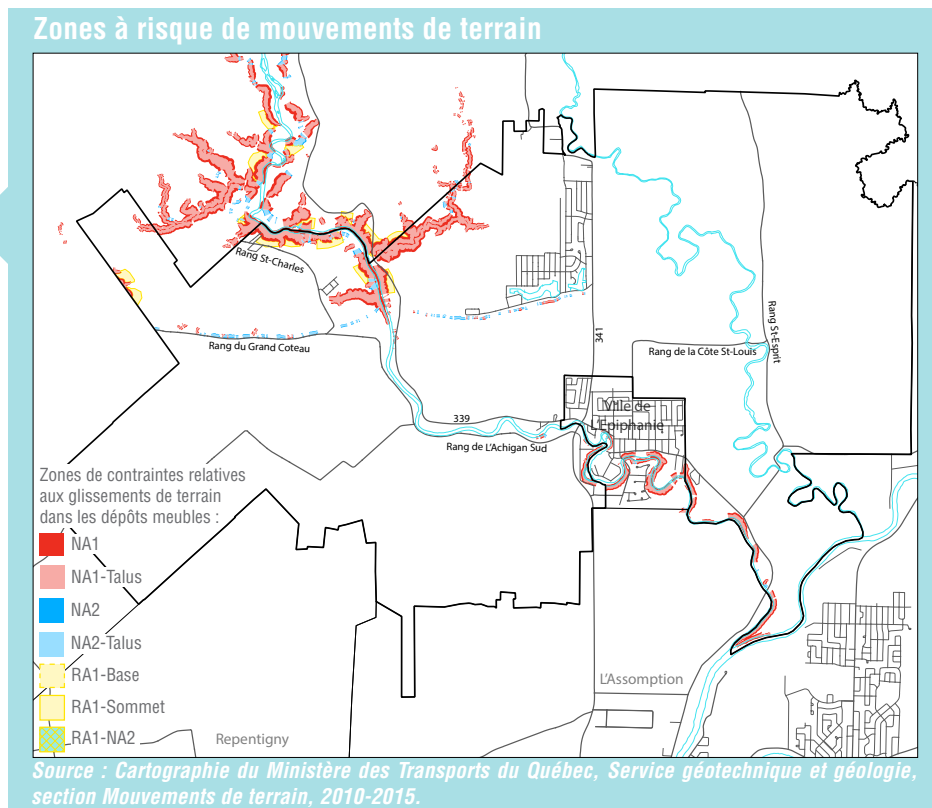 Zones à risque de mouvements de terrain
Rang St-Charles
Rang du Grand Coteau
341
Rang de la Côte St-Louis
Rang St-Esprit
339
Rang de L'Achigan Sud
Ville de
L'Épiphanie
Zones de contraintes relatives
aux glissements de terrain
dans les dépôts meubles :
NA1
NA1-Talus
NA2
NA2-Talus
RA1-Base
RA1-Sommet
RA1-NA2
L'Assomption
Repentigny
Source : Cartographie du Ministère des Transports du Québec, Service géotechnique et géologie,
section Mouvements de terrain, 2010-2015.